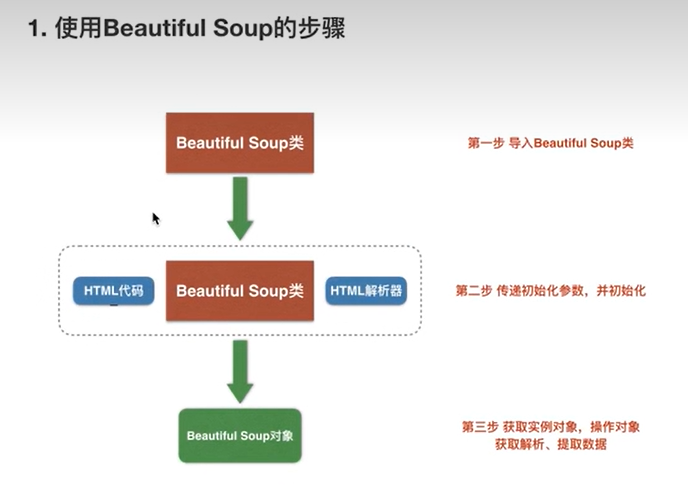 1. 使用Beautiful Soup的步骤
Beautiful Soup类
第一步 导入Beautiful Soup类
HTML代码
Beautiful Soup类
HTML解析器
第二步 传递初始化参数，并初始化
Beautiful Soup对象
第三步 获取实例对象，操作对象
获取解析、提取数据